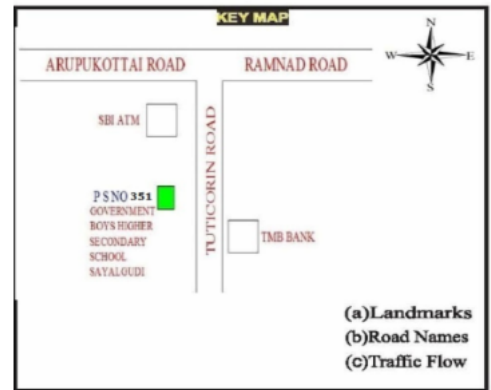 KEY MAP
N
W E
S
ARUPUKOTTAI ROAD RAMNAD ROAD
SBI ATM
TUTICORIN ROAD
P S NO 351
GOVERNMENT
BOYS HIGHER
SECONDARY
SCHOOL
SAYALGUDI
TMB BANK
(a)Landmarks
(b)Road Names
(c)Traffic Flow